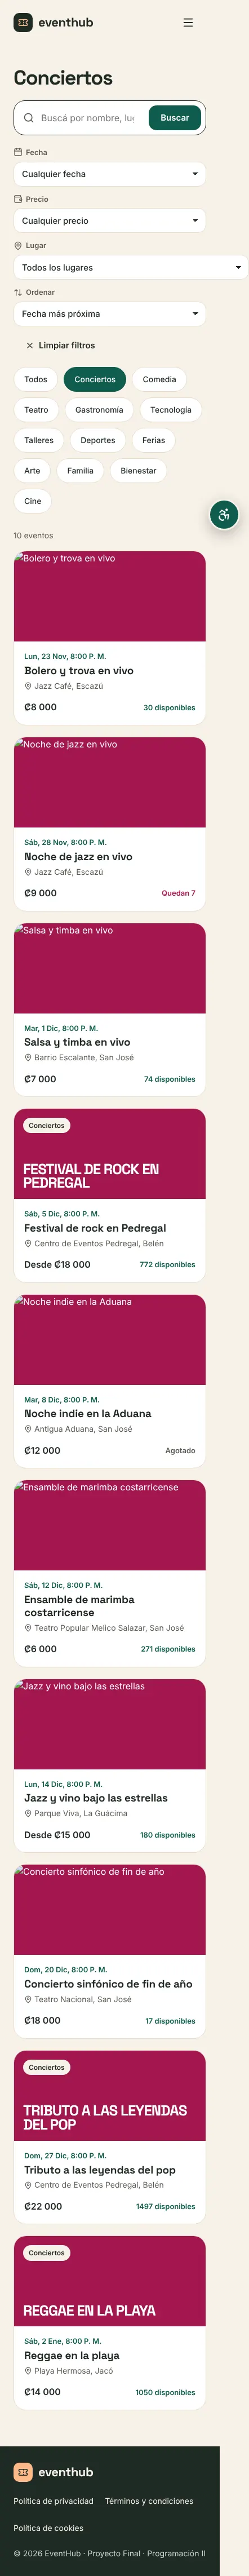 eventhub
Conciertos
Buscá por nombre, lug
Buscar
Fecha
Cualquier fecha
Precio
Cualquier precio
Lugar
Todos los lugares
Ordenar
Fecha más próxima
Limpiar filtros
Todos
Conciertos
Comedia
Teatro
Gastronomía
Tecnología
Talleres
Deportes
Ferias
Arte
Familia
Bienestar
Cine
10 eventos
Bolero y trova en vivo
Lun, 23 Nov, 8:00 P. M.
Bolero y trova en vivo
Jazz Café, Escazú
₡8 000
30 disponibles
Noche de jazz en vivo
Sáb, 28 Nov, 8:00 P. M.
Noche de jazz en vivo
Jazz Café, Escazú
₡9 000
Quedan 7
Salsa y timba en vivo
Mar, 1 Dic, 8:00 P. M.
Salsa y timba en vivo
Barrio Escalante, San José
₡7 000
74 disponibles
Conciertos
FESTIVAL DE ROCK EN
PEDREGAL
Sáb, 5 Dic, 8:00 P. M.
Festival de rock en Pedregal
Centro de Eventos Pedregal, Belén
Desde ₡18 000
772 disponibles
Noche indie en la Aduana
Mar, 8 Dic, 8:00 P. M.
Noche indie en la Aduana
Antigua Aduana, San José
₡12 000
Agotado
Ensamble de marimba costarricense
Sáb, 12 Dic, 8:00 P. M.
Ensamble de marimba
costarricense
Teatro Popular Melico Salazar, San José
₡6 000
271 disponibles
Jazz y vino bajo las estrellas
Lun, 14 Dic, 8:00 P. M.
Jazz y vino bajo las estrellas
Parque Viva, La Guácima
Desde ₡15 000
180 disponibles
Concierto sinfónico de fin de año
Dom, 20 Dic, 8:00 P. M.
Concierto sinfónico de fin de año
Teatro Nacional, San José
₡18 000
17 disponibles
Conciertos
TRIBUTO A LAS LEYENDAS
DEL POP
Dom, 27 Dic, 8:00 P. M.
Tributo a las leyendas del pop
Centro de Eventos Pedregal, Belén
₡22 000
1497 disponibles
Conciertos
REGGAE EN LA PLAYA
Sáb, 2 Ene, 8:00 P. M.
Reggae en la playa
Playa Hermosa, Jacó
₡14 000
1050 disponibles
eventhub
Política de privacidad
Términos y condiciones
Política de cookies
© 2026 EventHub · Proyecto Final · Programación II